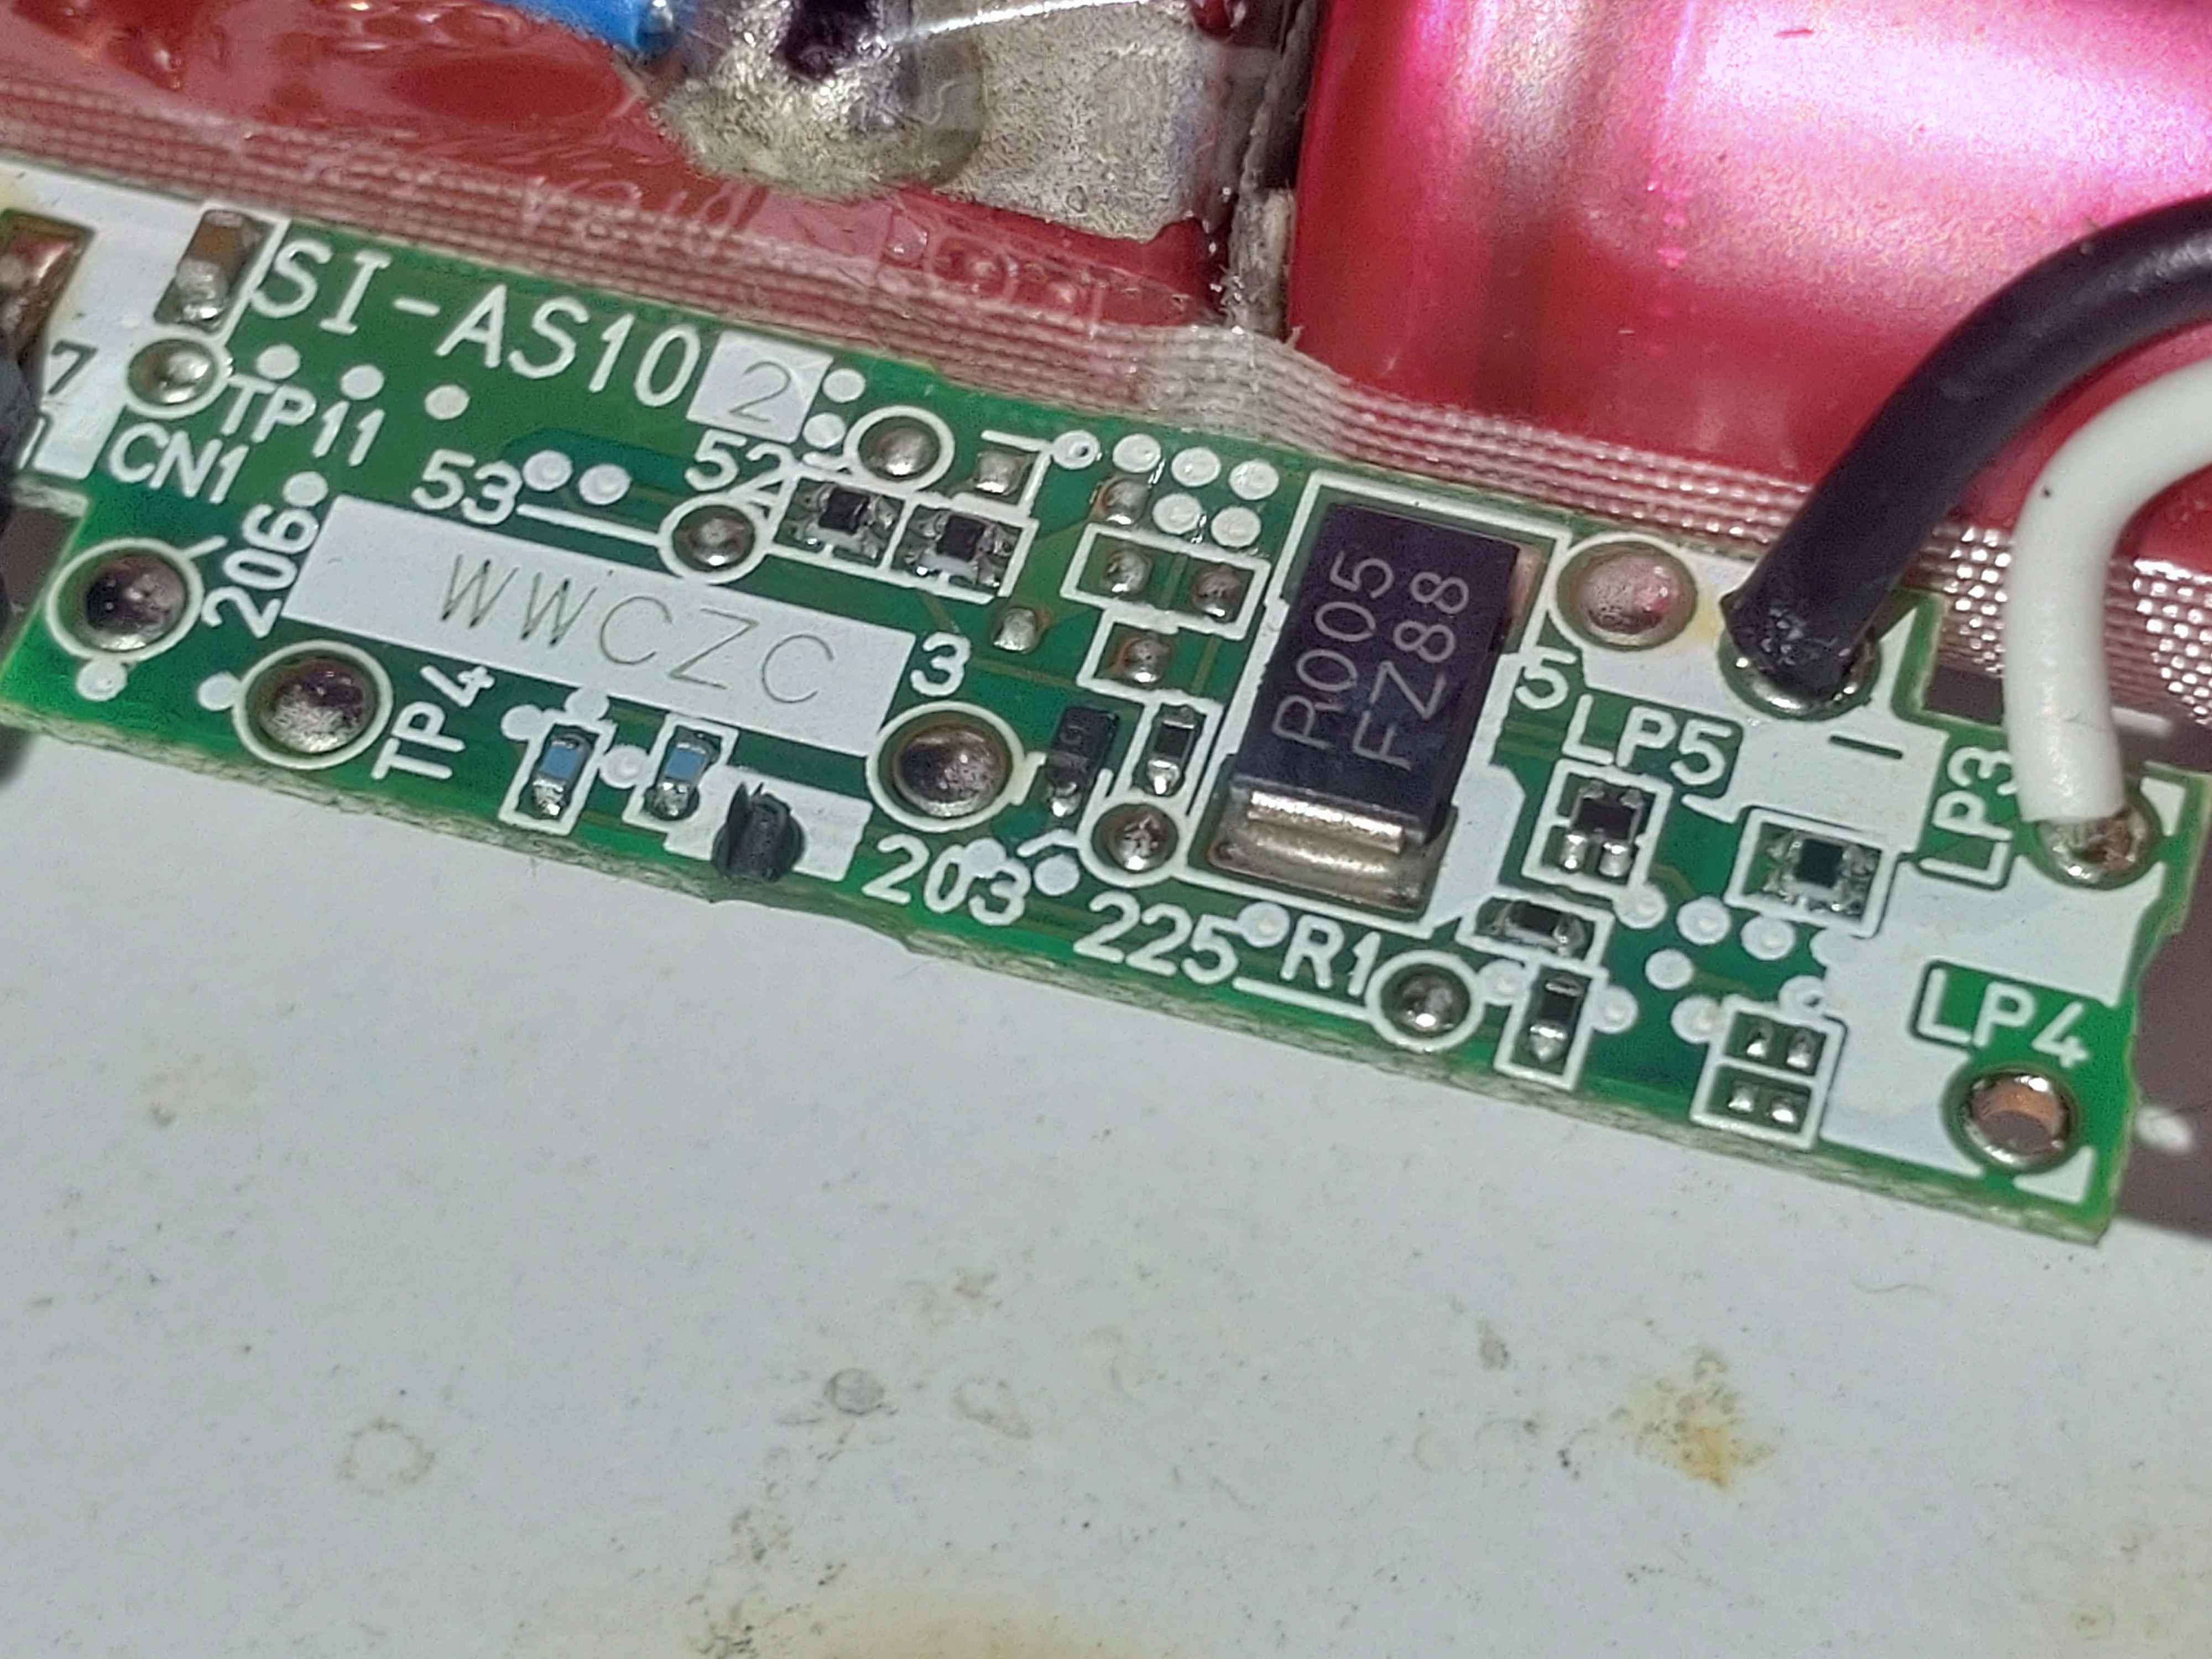 SI-AS102
7
TP11
CN1
53
52
206
WWCZC
3
TP4
203
225
R1
R005
FZ88
5
LP5
LP3
LP4